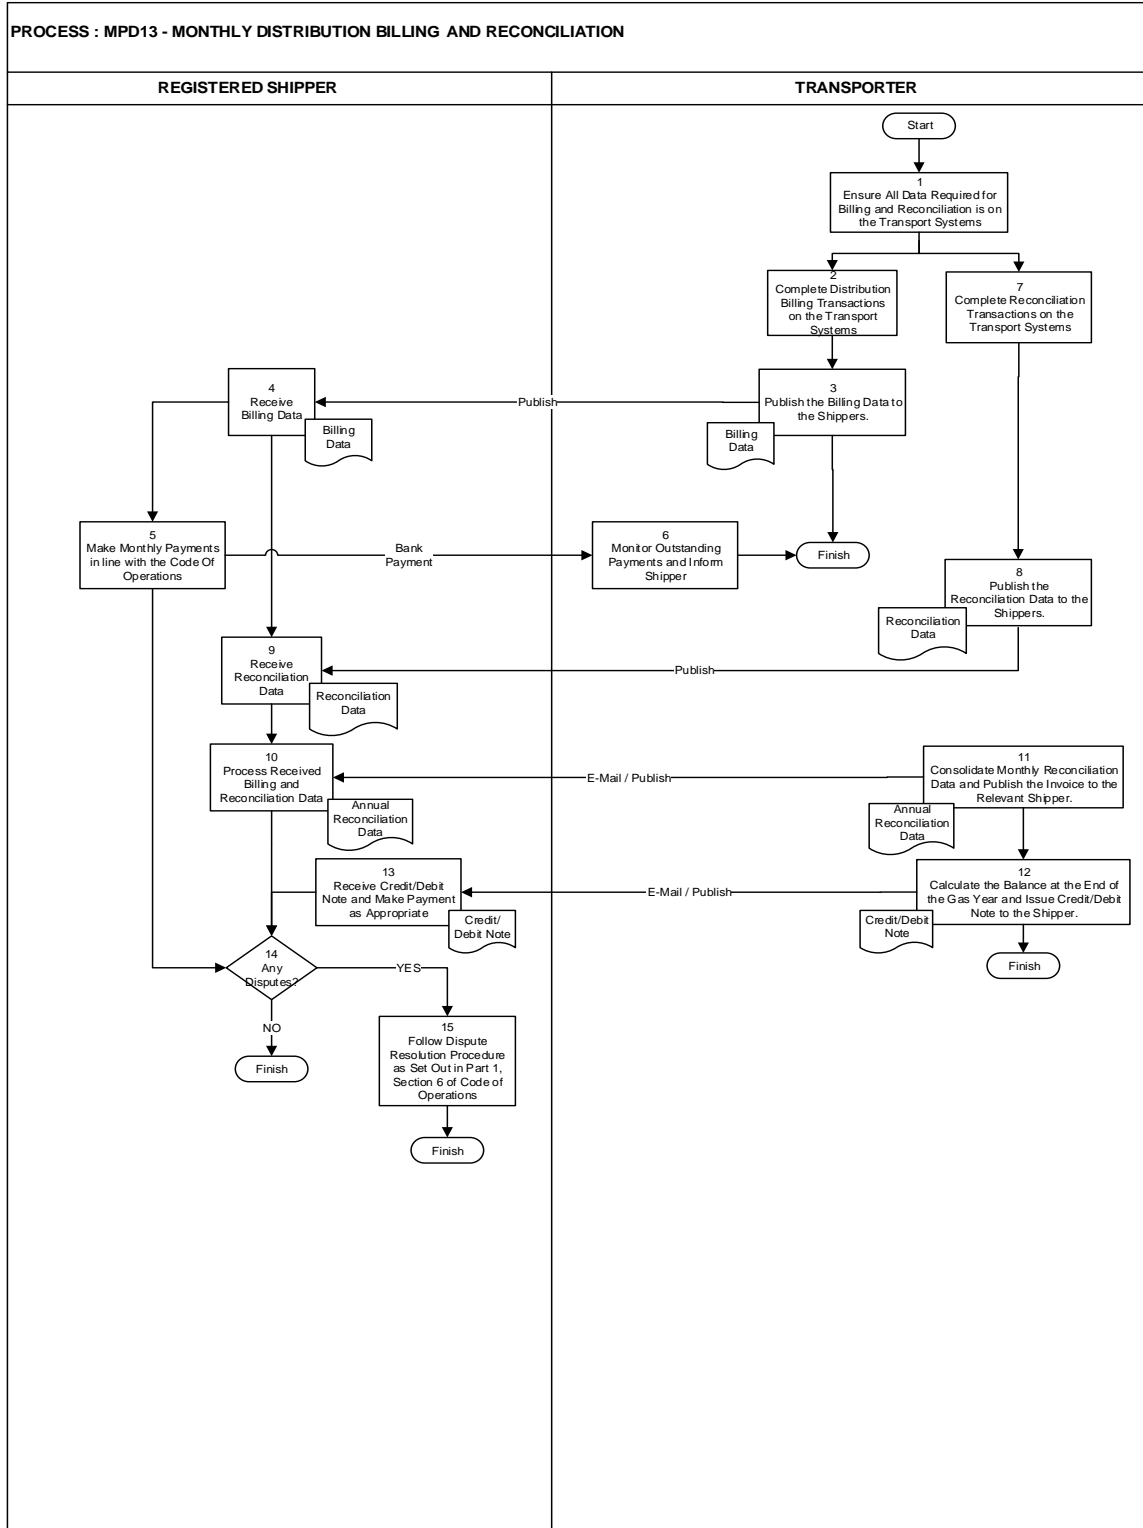 PROCESS : MPD13 - MONTHLY DISTRIBUTION BILLING AND RECONCILIATION
REGISTERED SHIPPER
TRANSPORTER
Start
1
Ensure All Data Required for
Billing and Reconciliation is on
the Transport Systems
2
Complete Distribution
Billing Transactions
on the Transport
Systems
7
Complete Reconciliation
Transactions on the
Transport Systems
4
Receive
Billing Data
Billing
Data
Publish
3
Publish the Billing Data to
the Shippers.
Billing
Data
5
Make Monthly Payments
in line with the Code Of
Operations
Bank
Payment
6
Monitor Outstanding
Payments and Inform
Shipper
Finish
8
Publish the
Reconciliation Data to the
Shippers.
Reconciliation
Data
9
Receive
Reconciliation
Data
Reconciliation
Data
Publish
10
Process Received
Billing and
Reconciliation Data
Annual
Reconciliation
Data
E-Mail / Publish
11
Consolidate Monthly Reconciliation
Data and Publish the Invoice to the
Relevant Shipper.
Annual
Reconciliation
Data
13
Receive Credit/Debit
Note and Make Payment
as Appropriate
Credit/
Debit Note
E-Mail / Publish
12
Calculate the Balance at the End of
the Gas Year and Issue Credit/Debit
Note to the Shipper.
Credit/Debit
Note
Finish
14
Any
Disputes?
YES
NO
Finish
15
Follow Dispute
Resolution Procedure
as Set Out in Part 1,
Section 6 of Code of
Operations
Finish